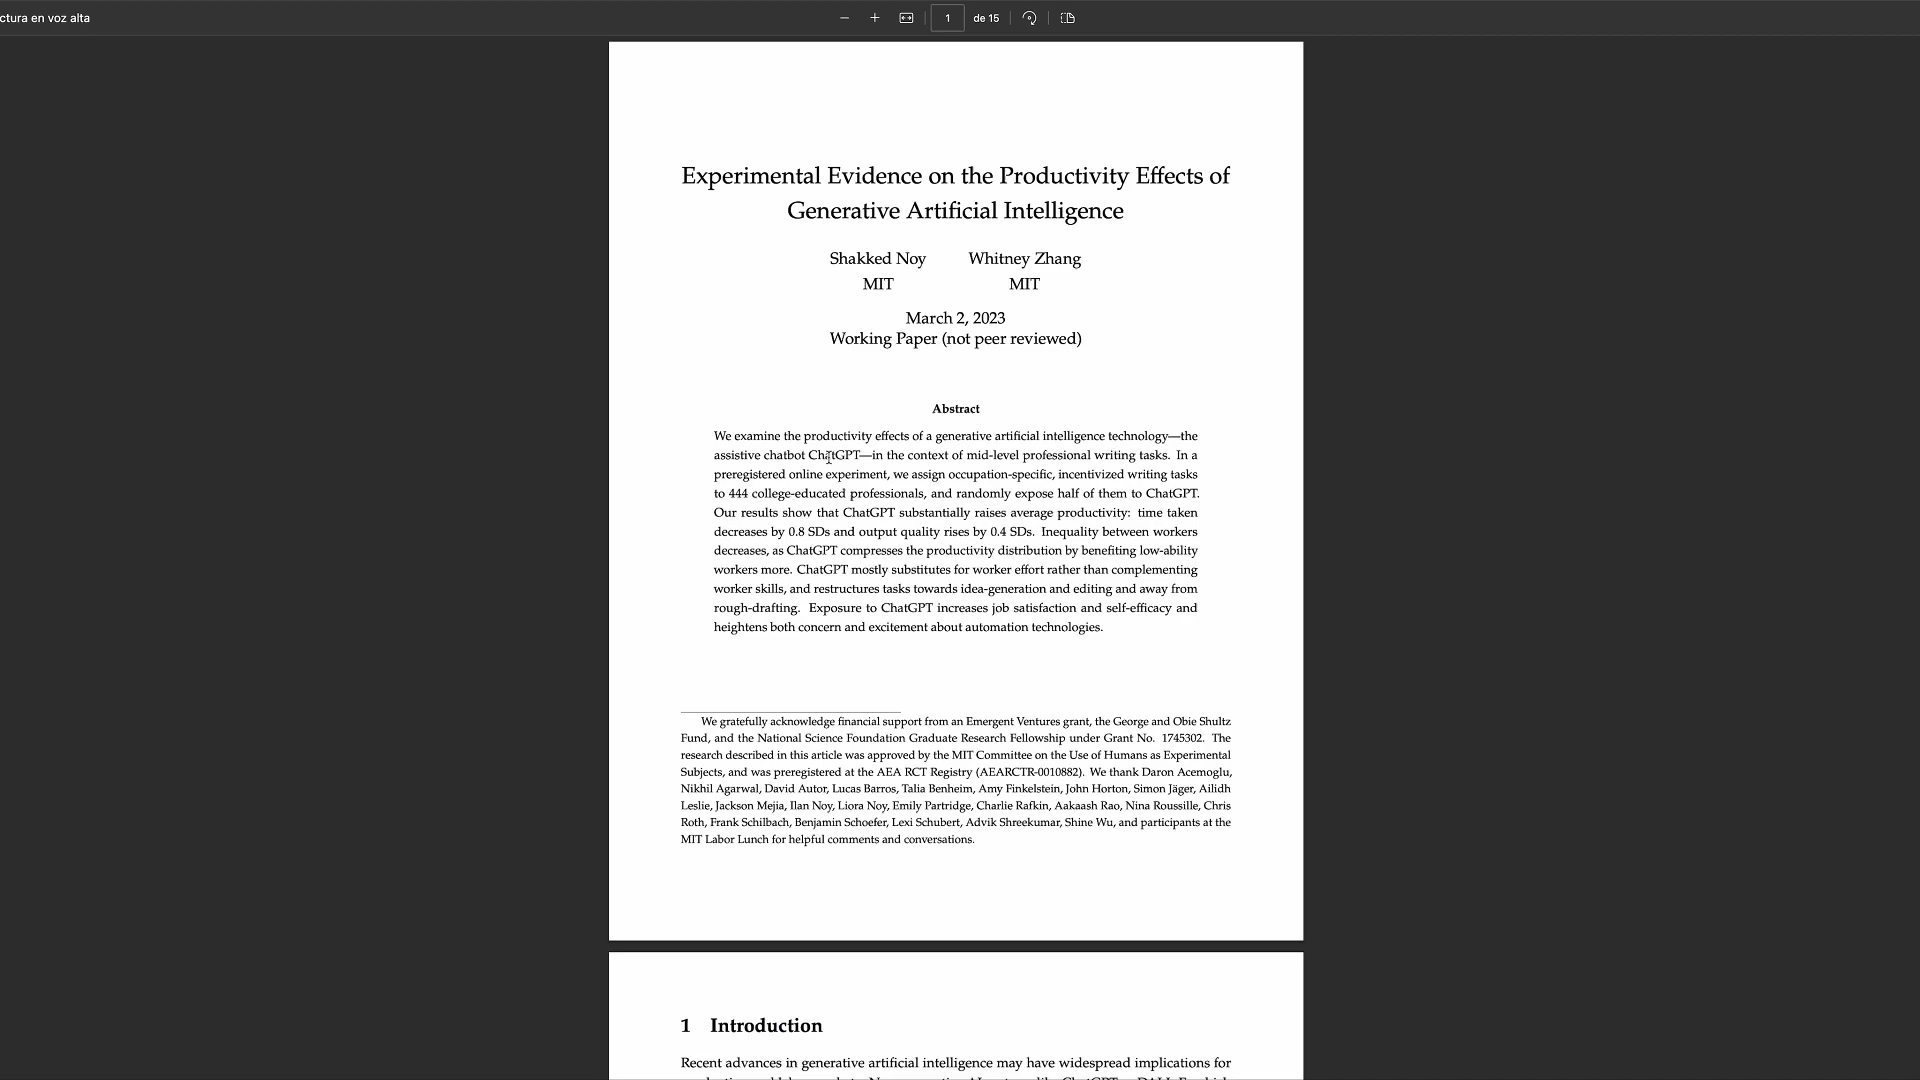 ctura en voz alta
1 de 15
Experimental Evidence on the Productivity Effects of
Generative Artificial Intelligence
Shakked Noy Whitney Zhang
MIT MIT
March 2, 2023
Working Paper (not peer reviewed)
Abstract
We examine the productivity effects of a generative artificial intelligence technology—the
assistive chatbot ChatGPT—in the context of mid-level professional writing tasks. In a
preregistered online experiment, we assign occupation-specific, incentivized writing tasks
to 444 college-educated professionals, and randomly expose half of them to ChatGPT.
Our results show that ChatGPT substantially raises average productivity: time taken
decreases by 0.8 SDs and output quality rises by 0.4 SDs. Inequality between workers
decreases, as ChatGPT compresses the productivity distribution by benefiting low-ability
workers more. ChatGPT mostly substitutes for worker effort rather than complementing
worker skills, and restructures tasks towards idea-generation and editing and away from
rough-drafting. Exposure to ChatGPT increases job satisfaction and self-efficacy and
heightens both concern and excitement about automation technologies.
We gratefully acknowledge financial support from an Emergent Ventures grant, the George and Obie Shultz
Fund, and the National Science Foundation Graduate Research Fellowship under Grant No. 1745302. The
research described in this article was approved by the MIT Committee on the Use of Humans as Experimental
Subjects, and was preregistered at the AEA RCT Registry (AEARCTR-0010882). We thank Daron Acemoglu,
Nikhil Agarwal, David Autor, Lucas Barros, Talia Benheim, Amy Finkelstein, John Horton, Simon Jäger, Ailidh
Leslie, Jackson Mejia, Ilan Noy, Liora Noy, Emily Partridge, Charlie Rafkin, Aakaash Rao, Nina Roussille, Chris
Roth, Frank Schilbach, Benjamin Schoefer, Lexi Schubert, Advik Shreekumar, Shine Wu, and participants at the
MIT Labor Lunch for helpful comments and conversations.
1 Introduction
Recent advances in generative artificial intelligence may have widespread implications for